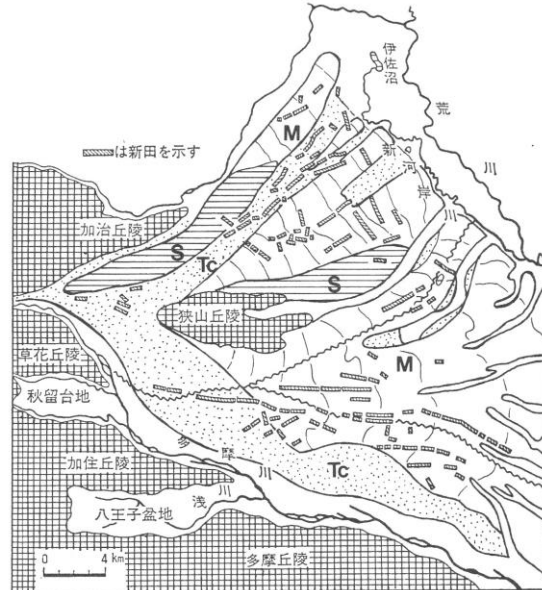 伊佐沼
荒川
新河岸川
M
は新田を示す
加治丘陵
S
Tc
S
狭山丘陵
M
草花丘陵
秋留台地
加住丘陵
多摩川
Tc
浅川
八王子盆地
0 4 km
多摩丘陵